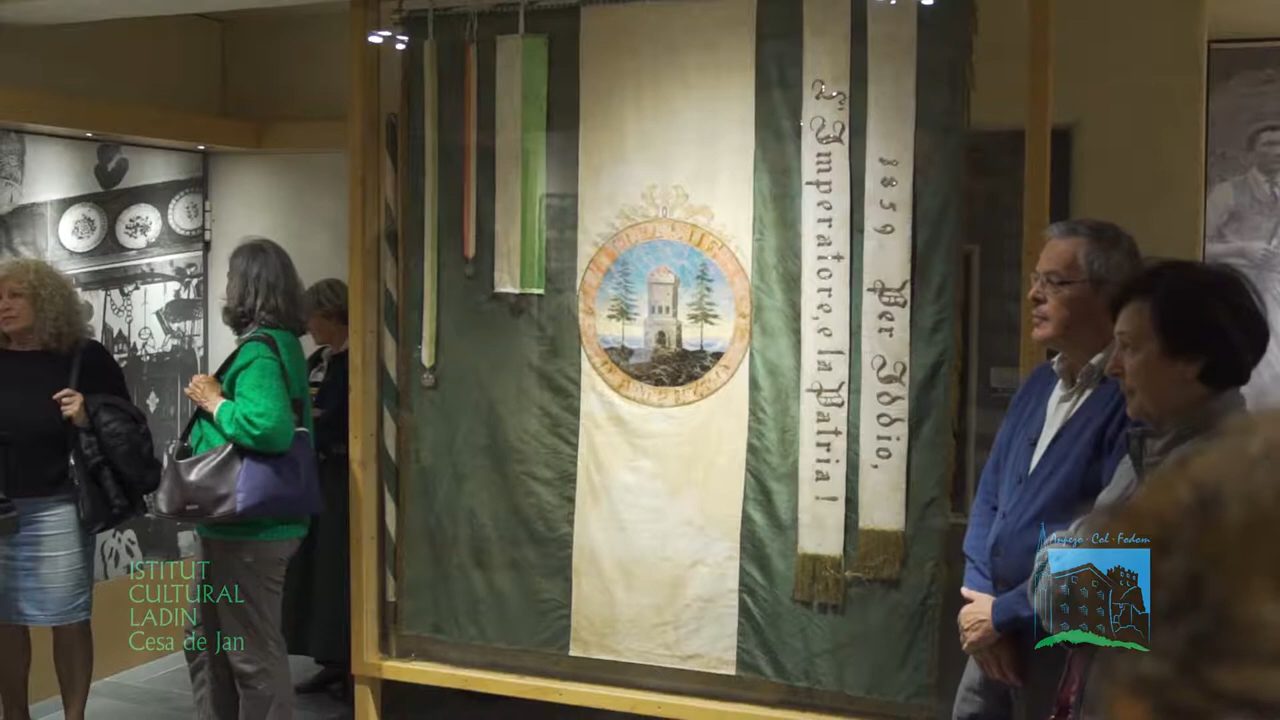 1859 Per Iddio,
L'Imperatore, e la Patria!
ISTITUT
CULTURAL
LADIN
Cesa de Jan
Anpezo · Col · Fodom